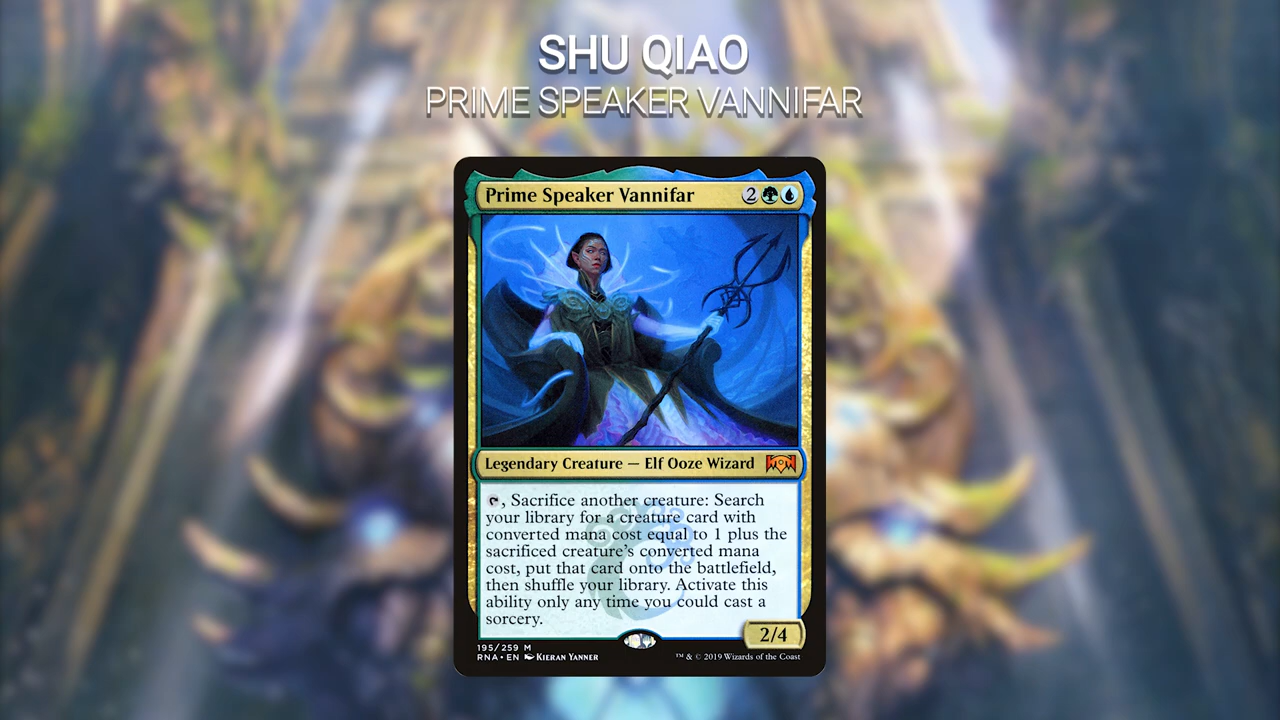 SHU QIAO
PRIME SPEAKER VANNIFAR
Prime Speaker Vannifar 2
Legendary Creature — Elf Ooze Wizard
, Sacrifice another creature: Search
your library for a creature card with
converted mana cost equal to 1 plus the
sacrificed creature's converted mana
cost, put that card onto the battlefield,
then shuffle your library. Activate this
ability only any time you could cast a
sorcery.
2/4
195/259 M
RNA • EN Kieran Yanner
™ & © 2019 Wizards of the Coast